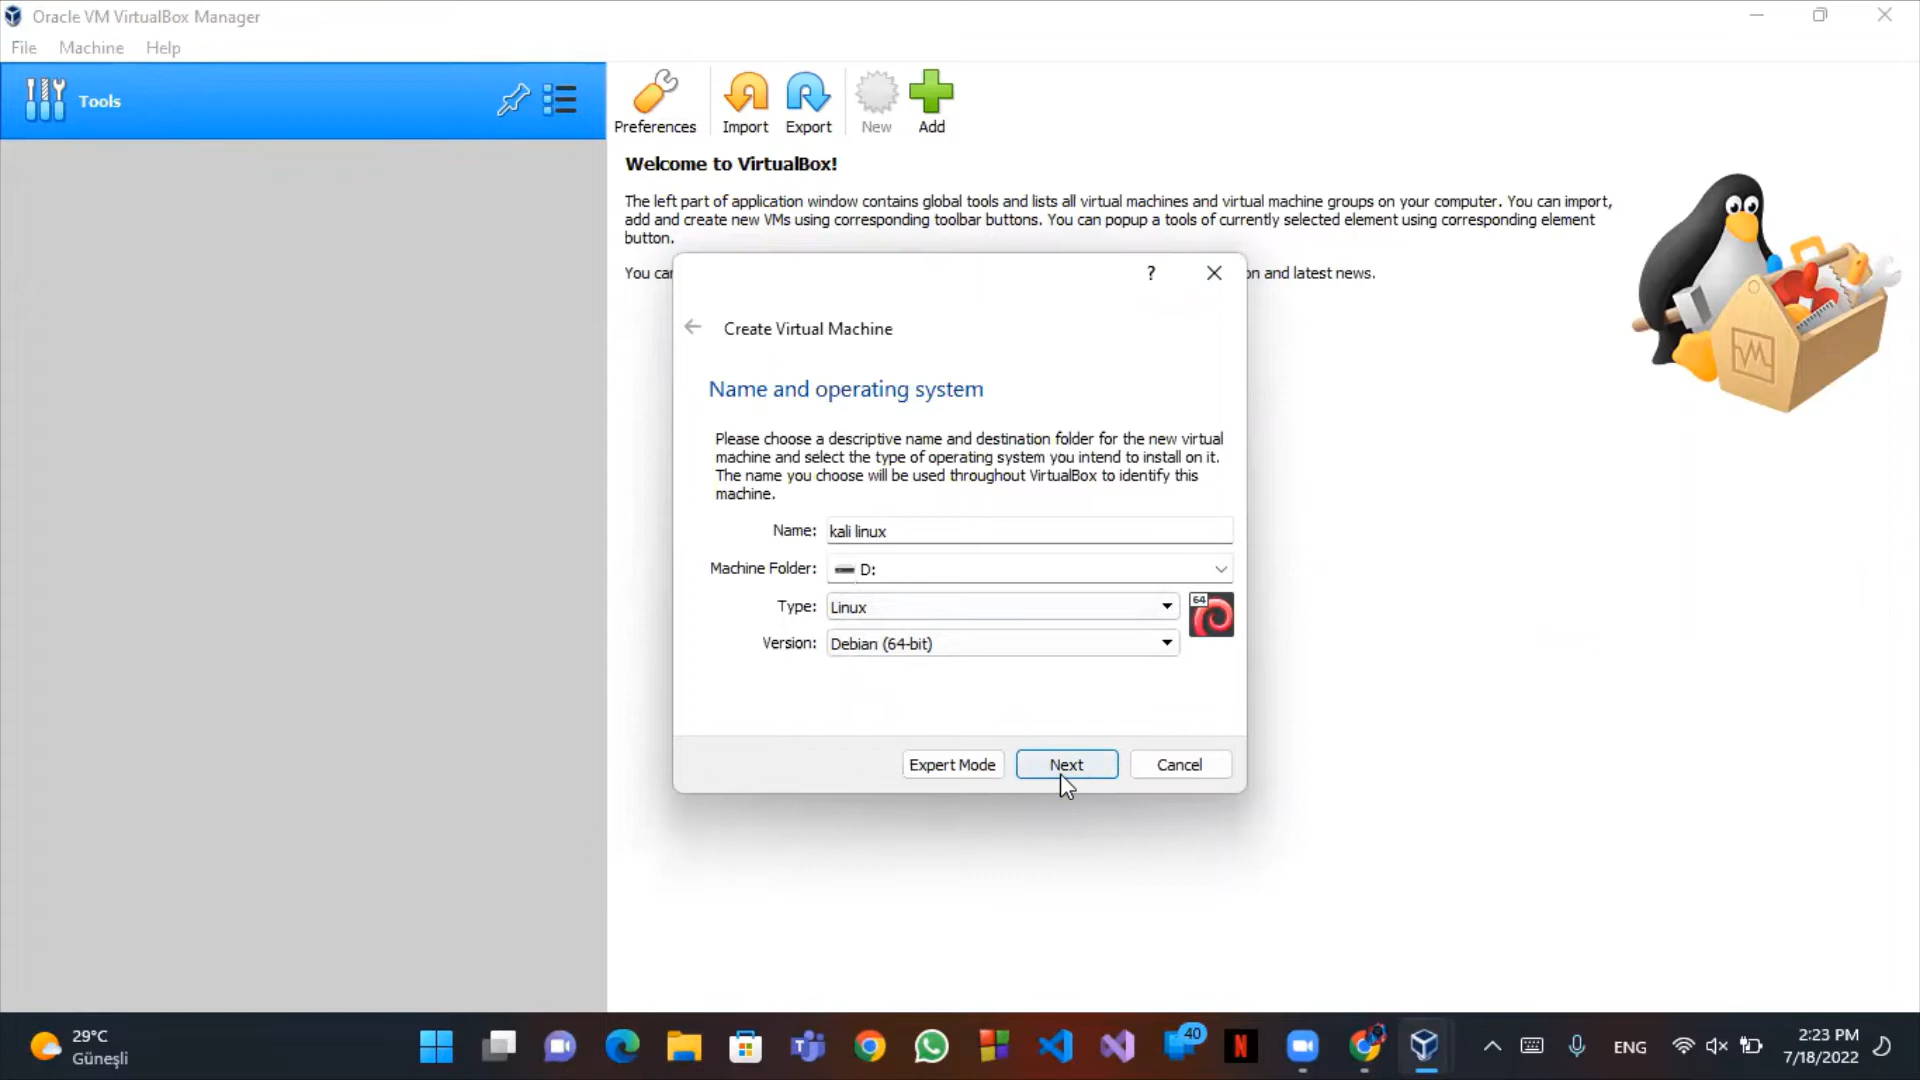 Oracle VM VirtualBox Manager
File Machine Help
Tools
Preferences Import Export New Add
Welcome to VirtualBox!
The left part of application window contains global tools and lists all virtual machines and virtual machine groups on your computer. You can import,
add and create new VMs using corresponding toolbar buttons. You can popup a tools of currently selected element using corresponding element
button.
You can
on and latest news.
?
Create Virtual Machine
Name and operating system
Please choose a descriptive name and destination folder for the new virtual
machine and select the type of operating system you intend to install on it.
The name you choose will be used throughout VirtualBox to identify this
machine.
Name: kali linux
Machine Folder: D:
Type: Linux
64
Version: Debian (64-bit)
Expert Mode Next Cancel
29°C
Güneşli
40
N
ENG
2:23 PM
7/18/2022